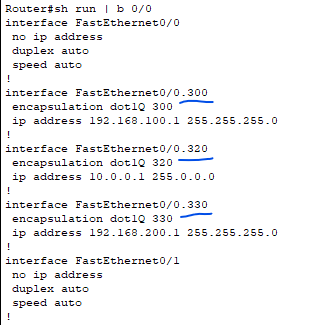 Router#sh run | b 0/0
interface FastEthernet0/0
no ip address
duplex auto
speed auto
!
interface FastEthernet0/0.300
encapsulation dot1Q 300
ip address 192.168.100.1 255.255.255.0
!
interface FastEthernet0/0.320
encapsulation dot1Q 320
ip address 10.0.0.1 255.0.0.0
!
interface FastEthernet0/0.330
encapsulation dot1Q 330
ip address 192.168.200.1 255.255.255.0
!
interface FastEthernet0/1
no ip address
duplex auto
speed auto
!